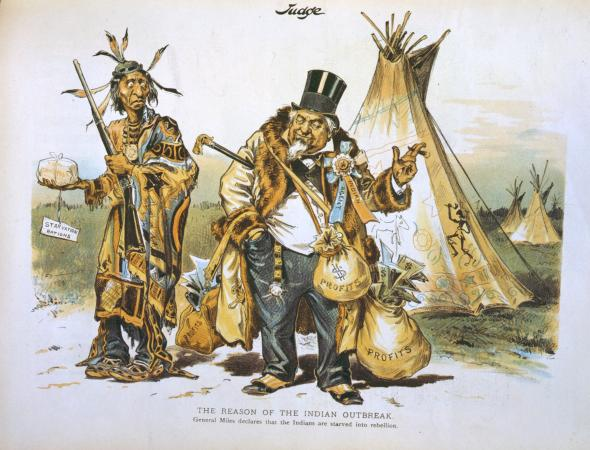 Judge
STARVATION
RATIONS
$
PROFITS
PROFITS
PROFITS
THE REASON OF THE INDIAN OUTBREAK.
General Miles declares that the Indians are starved into rebellion.